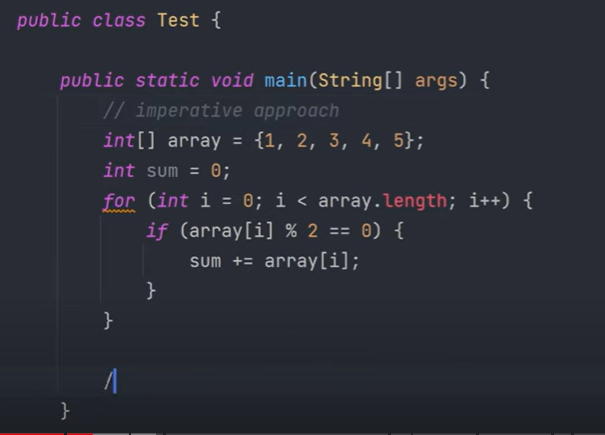 public class Test {
public static void main(String[] args) {
// imperative approach
int[] array = {1, 2, 3, 4, 5};
int sum = 0;
for (int i = 0; i < array.length; i++) {
if (array[i] % 2 == 0) {
sum += array[i];
}
}
/
}